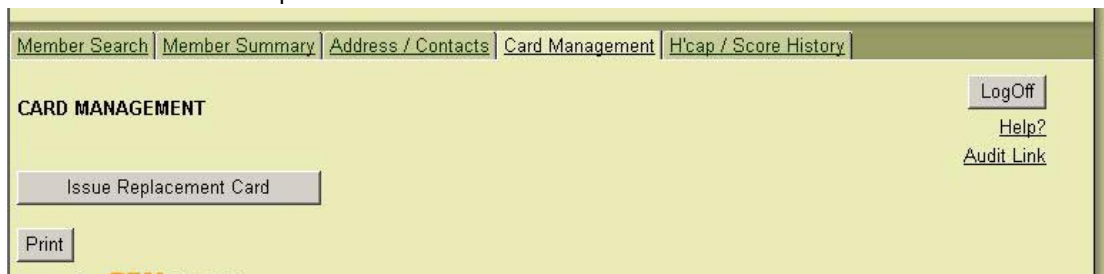 Member Search Member Summary Address / Contacts Card Management H'cap / Score History
LogOff
CARD MANAGEMENT
Help?
Audit Link
Issue Replacement Card
Print